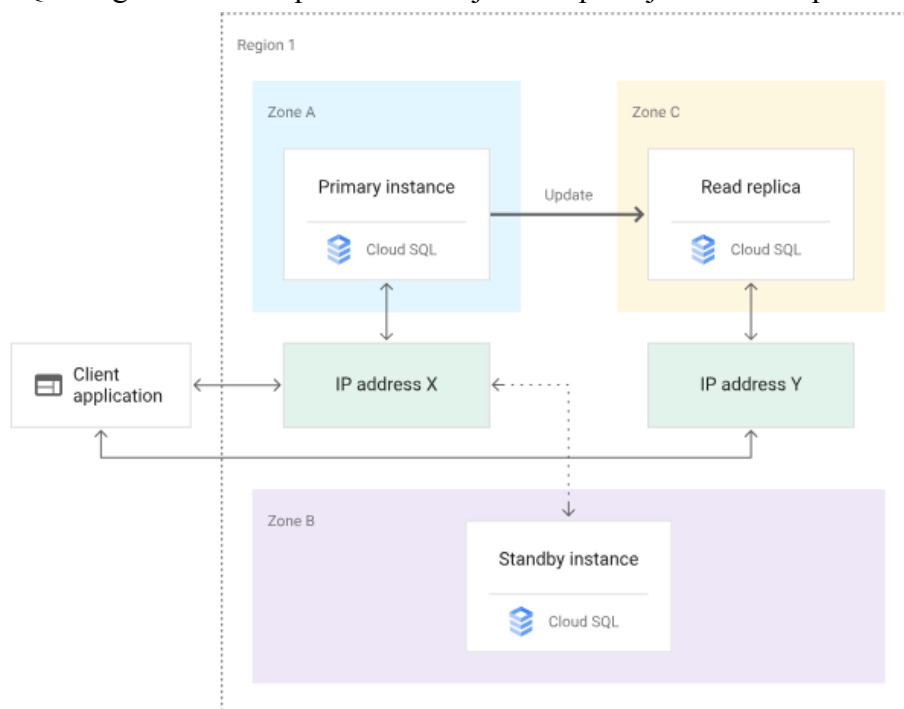 Region 1
Zone A
Zone C
Primary instance
Update
Read replica
Cloud SQL
Cloud SQL
Client
application
IP address X
IP address Y
Zone B
Standby instance
Cloud SQL